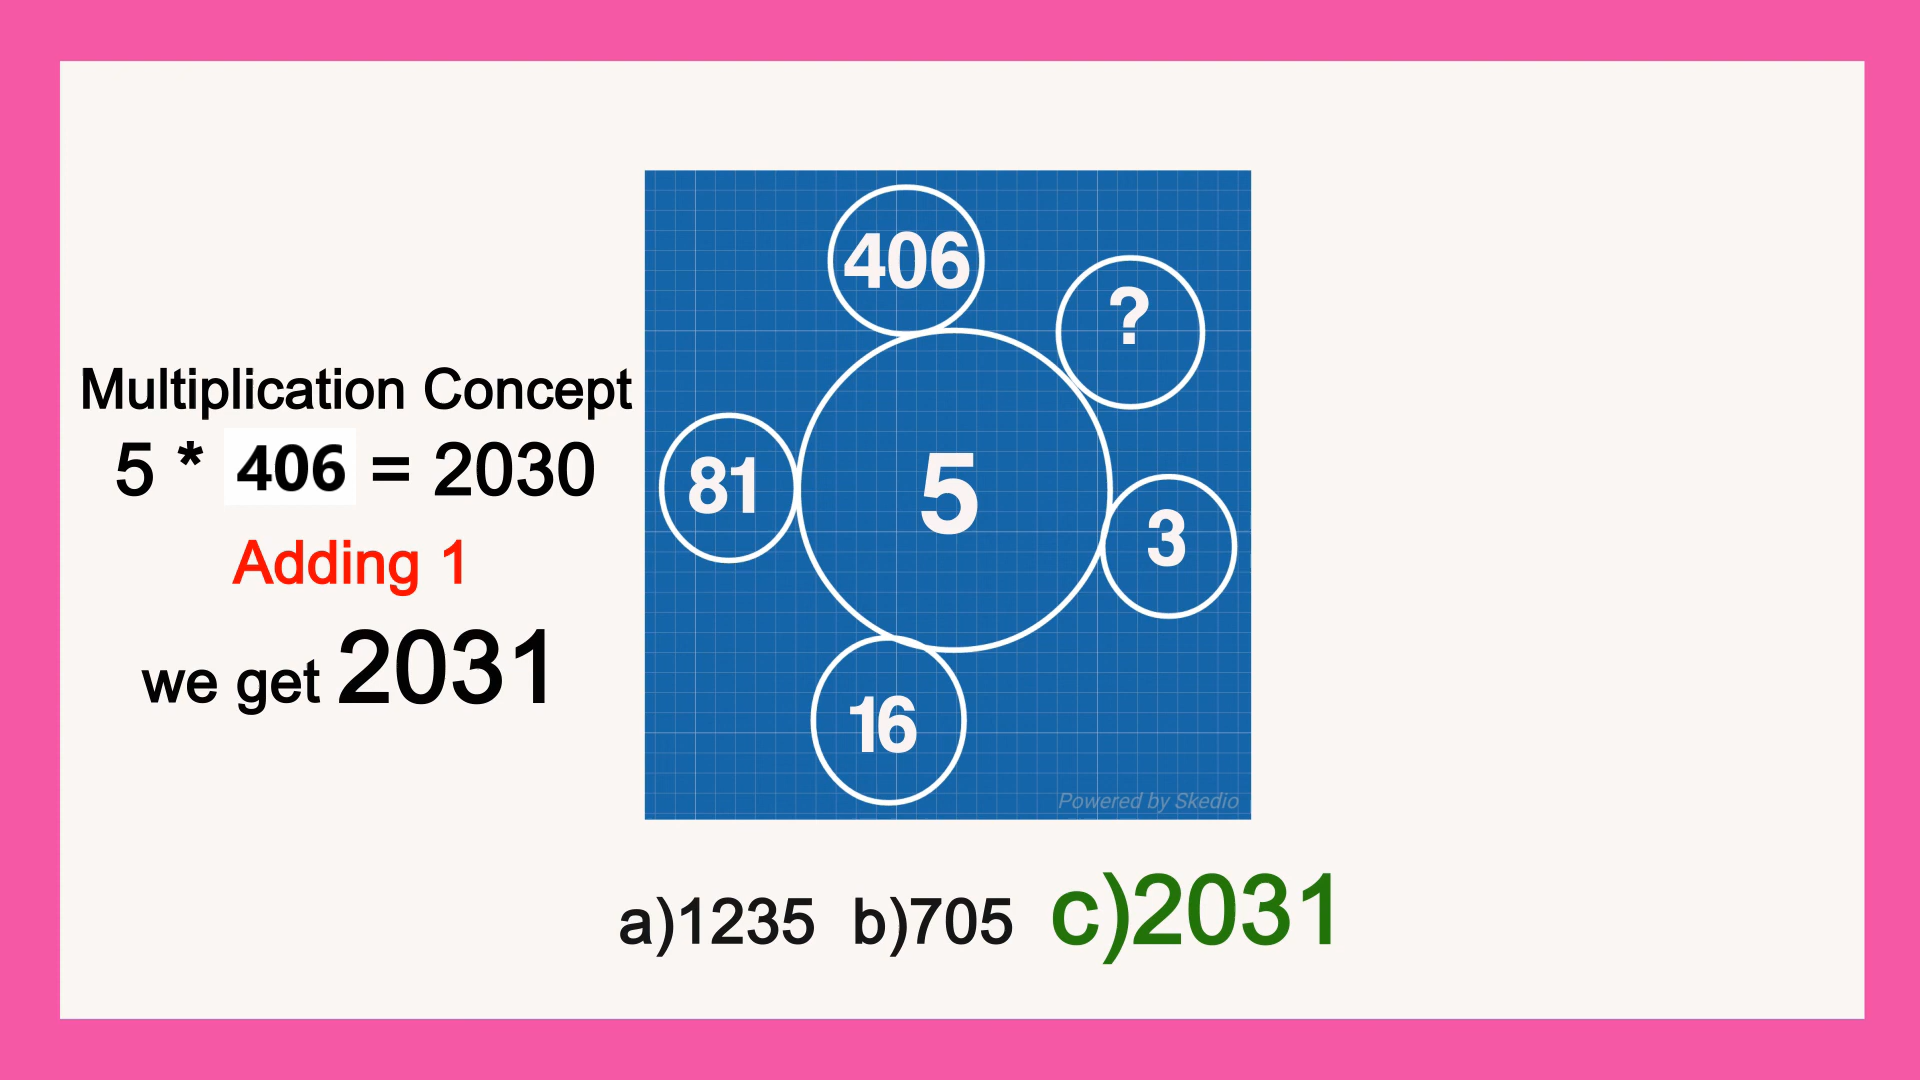 406
?
Multiplication Concept
5 * 406 = 2030
81
5
3
Adding 1
we get 2031
16
Powered by Skedio
a)1235 b)705 c)2031